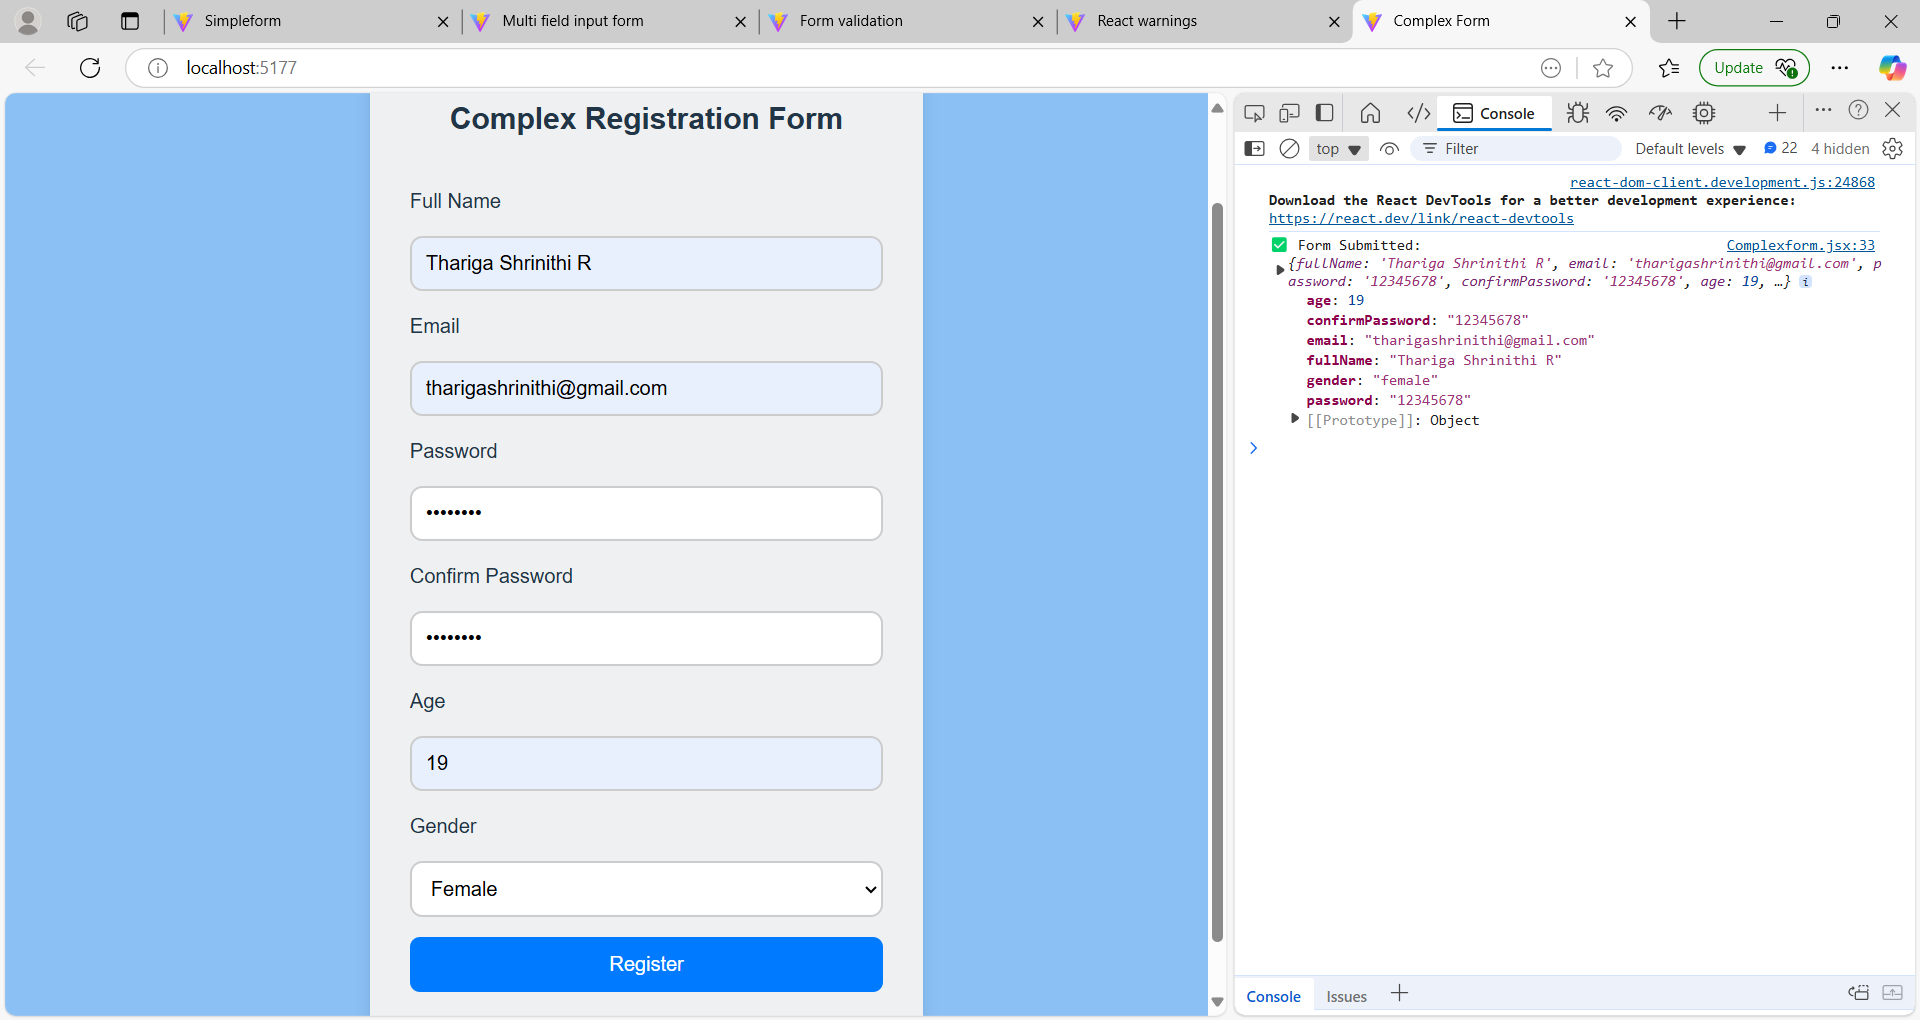 Simpleform
Multi field input form
Form validation
React warnings
Complex Form
localhost:5177
Update
Complex Registration Form
Full Name
Thariga Shrinithi R
Email
tharigashrinithi@gmail.com
Password
••••••••
Confirm Password
••••••••
Age
19
Gender
Female
Register
Console
top
Filter
Default levels
22
4 hidden
react-dom-client.development.js:24868
Download the React DevTools for a better development experience:
https://react.dev/link/react-devtools
✅ Form Submitted:
Complexform.jsx:33
{fullName: 'Thariga Shrinithi R', email: 'tharigashrinithi@gmail.com', p
assword: '12345678', confirmPassword: '12345678', age: 19, …} i
age: 19
confirmPassword: "12345678"
email: "tharigashrinithi@gmail.com"
fullName: "Thariga Shrinithi R"
gender: "female"
password: "12345678"
[[Prototype]]: Object
Console
Issues